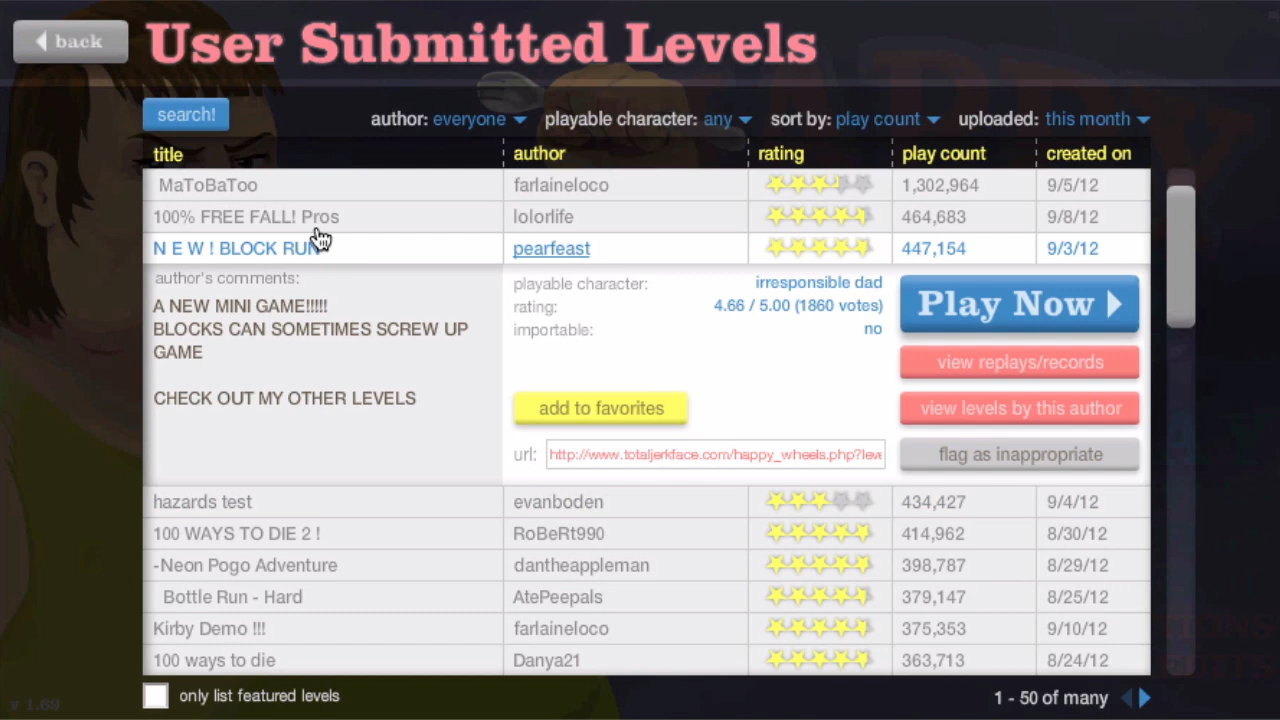 back
User Submitted Levels
search!
author: everyone
playable character: any
sort by: play count
uploaded: this month
title author rating play count created on
MaToBaToo farlaineloco 1,302,964 9/5/12
100% FREE FALL! Pros lolorlife 464,683 9/8/12
N E W ! BLOCK RUN pearfeast 447,154 9/3/12
author's comments:
A NEW MINI GAME!!!!!
BLOCKS CAN SOMETIMES SCREW UP
GAME
CHECK OUT MY OTHER LEVELS
playable character: irresponsible dad
rating: 4.66 / 5.00 (1860 votes)
importable: no
add to favorites
url: http://www.totaljerkface.com/happy_wheels.php?leve
Play Now
view replays/records
view levels by this author
flag as inappropriate
hazards test evanboden 434,427 9/4/12
100 WAYS TO DIE 2 ! RoBeRt990 414,962 8/30/12
-Neon Pogo Adventure dantheappleman 398,787 8/29/12
Bottle Run - Hard AtePeepals 379,147 8/25/12
Kirby Demo !!! farlaineloco 375,353 9/10/12
100 ways to die Danya21 363,713 8/24/12
only list featured levels
1 - 50 of many
v 1.69